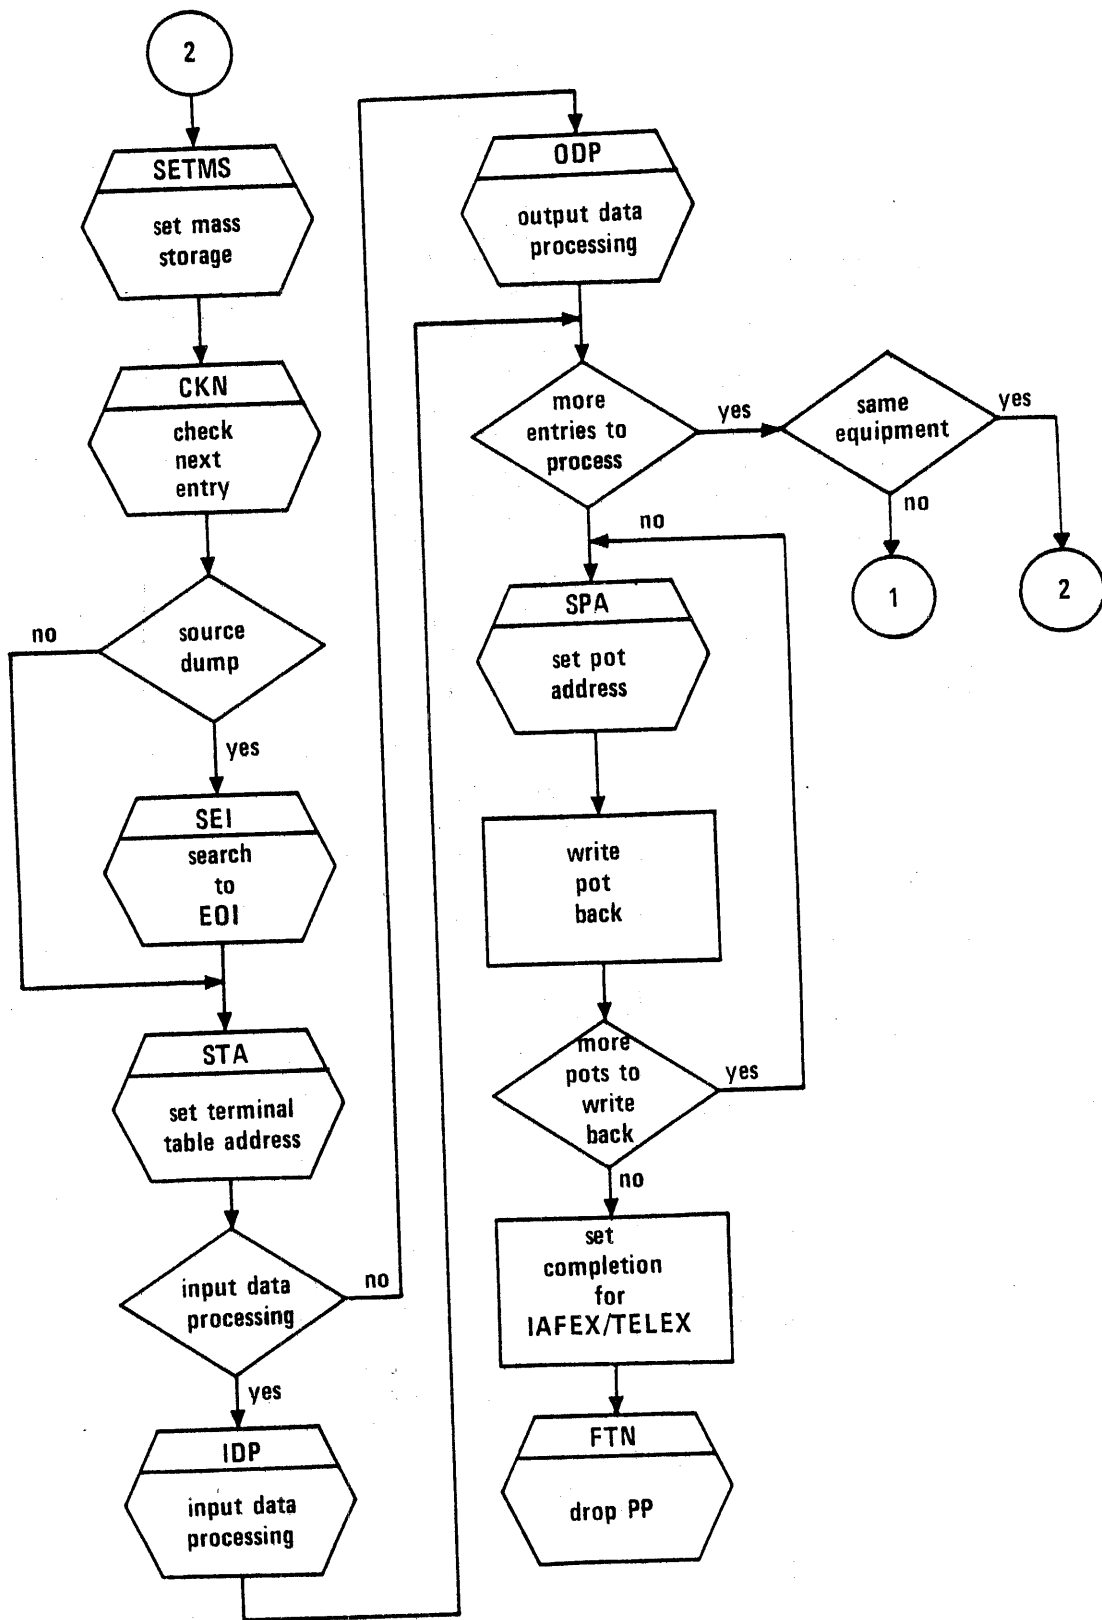 2
SETMS
set mass
storage
CKN
check
next
entry
source
dump
no
yes
SEI
search
to
EOI
STA
set terminal
table address
input data
processing
no
yes
IDP
input data
processing
ODP
output data
processing
more
entries to
process
yes
same
equipment
yes
no
1
2
no
SPA
set pot
address
write
pot
back
more
pots to
write
back
yes
no
set
completion
for
IAFEX/TELEX
FTN
drop PP